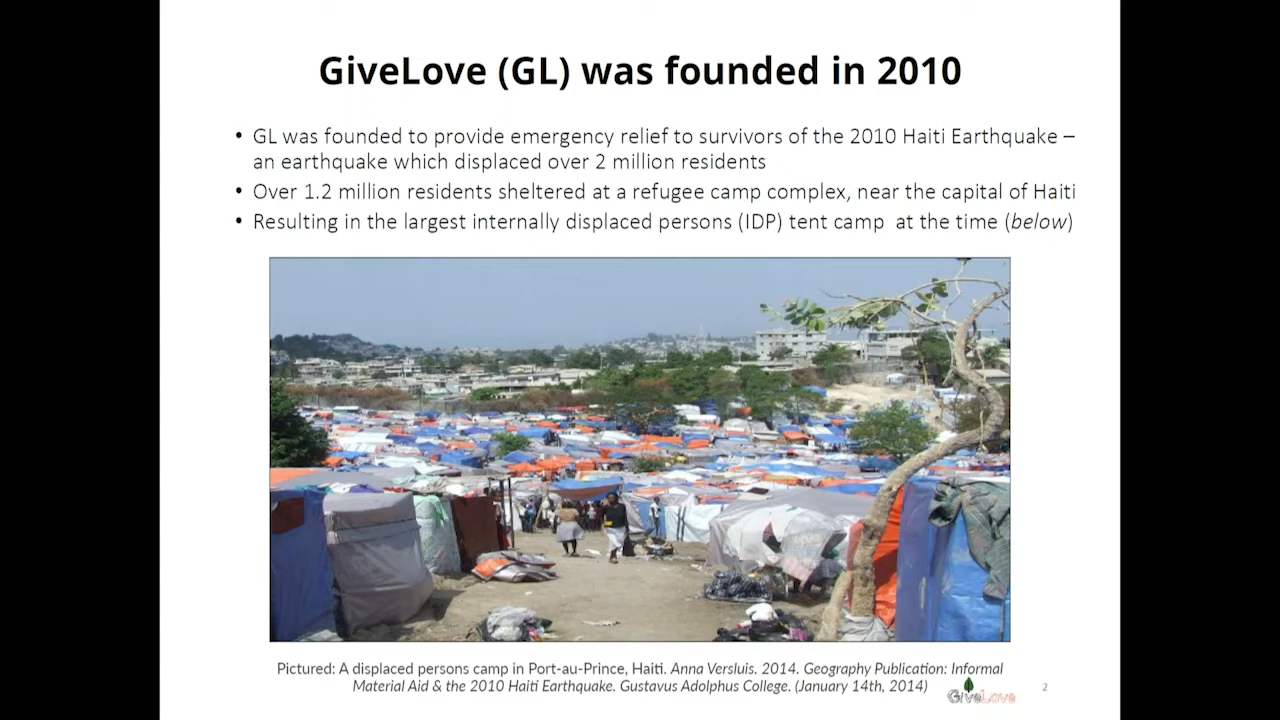 GiveLove (GL) was founded in 2010
• GL was founded to provide emergency relief to survivors of the 2010 Haiti Earthquake –
an earthquake which displaced over 2 million residents
• Over 1.2 million residents sheltered at a refugee camp complex, near the capital of Haiti
• Resulting in the largest internally displaced persons (IDP) tent camp at the time (below)
Pictured: A displaced persons camp in Port-au-Prince, Haiti. Anna Versluis. 2014. Geography Publication: Informal
Material Aid & the 2010 Haiti Earthquake. Gustavus Adolphus College. (January 14th, 2014)
GiveLove
2